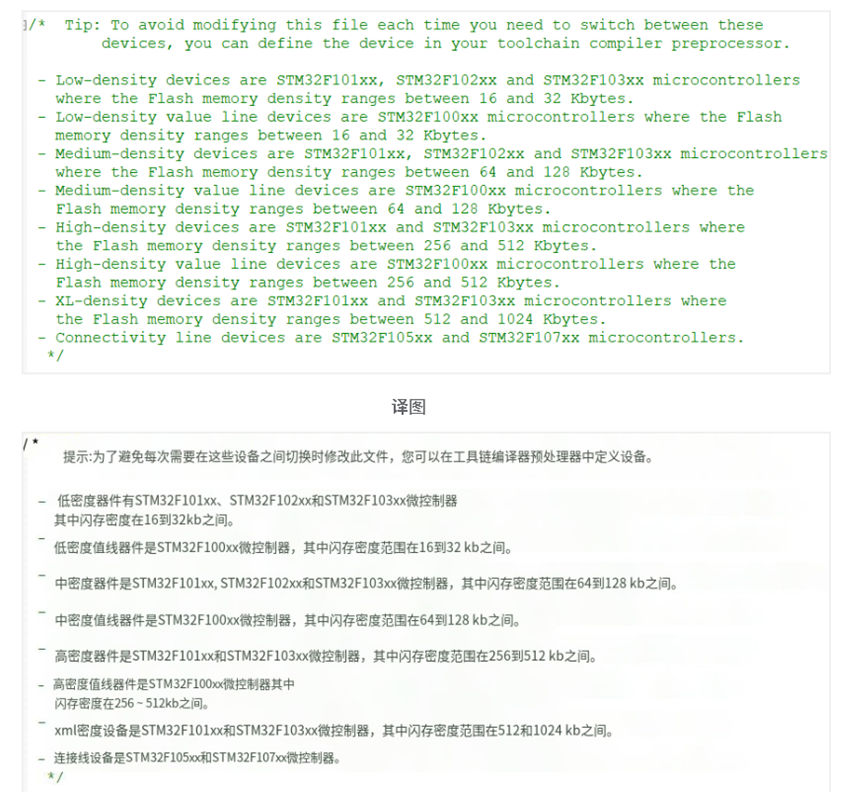 /*  Tip: To avoid modifying this file each time you need to switch between these
devices, you can define the device in your toolchain compiler preprocessor.
- Low-density devices are STM32F101xx, STM32F102xx and STM32F103xx microcontrollers
where the Flash memory density ranges between 16 and 32 Kbytes.
- Low-density value line devices are STM32F100xx microcontrollers where the Flash
memory density ranges between 16 and 32 Kbytes.
- Medium-density devices are STM32F101xx, STM32F102xx and STM32F103xx microcontrollers
where the Flash memory density ranges between 64 and 128 Kbytes.
- Medium-density value line devices are STM32F100xx microcontrollers where the
Flash memory density ranges between 64 and 128 Kbytes.
- High-density devices are STM32F101xx and STM32F103xx microcontrollers where
the Flash memory density ranges between 256 and 512 Kbytes.
- High-density value line devices are STM32F100xx microcontrollers where the
Flash memory density ranges between 256 and 512 Kbytes.
- XL-density devices are STM32F101xx and STM32F103xx microcontrollers where
the Flash memory density ranges between 512 and 1024 Kbytes.
- Connectivity line devices are STM32F105xx and STM32F107xx microcontrollers.
*/
译图
/*
提示:为了避免每次需要在这些设备之间切换时修改此文件，您可以在工具链编译器预处理器中定义设备。
- 低密度器件有STM32F101xx、STM32F102xx和STM32F103xx微控制器
其中闪存密度在16到32kb之间。
- 低密度值线器件是STM32F100xx微控制器，其中闪存密度范围在16到32 kb之间。
- 中密度器件是STM32F101xx, STM32F102xx和STM32F103xx微控制器，其中闪存密度范围在64到128 kb之间。
- 中密度值线器件是STM32F100xx微控制器，其中闪存密度范围在64到128 kb之间。
- 高密度器件是STM32F101xx和STM32F103xx微控制器，其中闪存密度范围在256到512 kb之间。
- 高密度值线器件是STM32F100xx微控制器其中
闪存密度在256 ~ 512kb之间。
- xml密度设备是STM32F101xx和STM32F103xx微控制器，其中闪存密度范围在512和1024 kb之间。
- 连接线设备是STM32F105xx和STM32F107xx微控制器。
*/